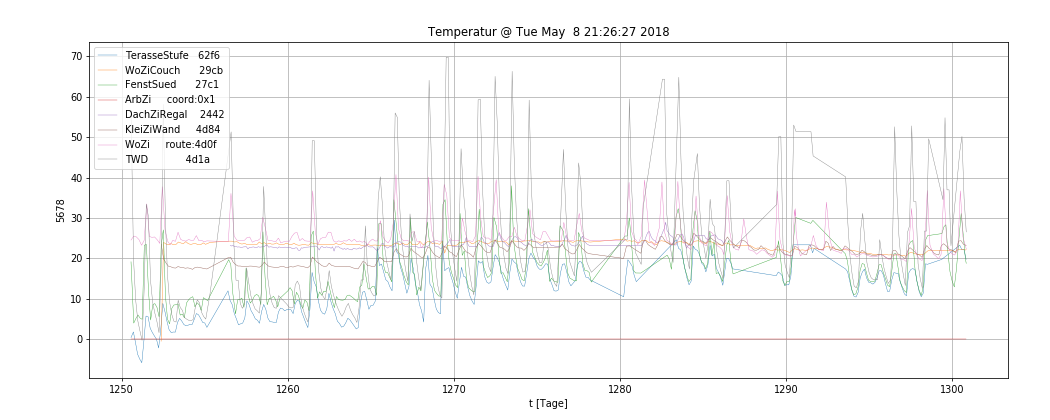 Temperatur @ Tue May  8 21:26:27 2018
70
60
50
40
30
20
10
0
5678
TerasseStufe 62f6
WoZiCouch 29cb
FenstSued 27c1
ArbZi coord:0x1
DachZiRegal 2442
KleiZiWand 4d84
WoZi route:4d0f
TWD 4d1a
1250 1260 1270 1280 1290 1300
t [Tage]